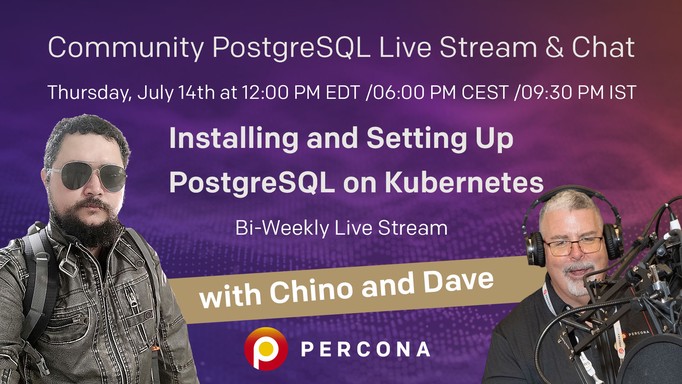 Community PostgreSQL Live Stream & Chat
Thursday, July 14th at 12:00 PM EDT /06:00 PM CEST /09:30 PM IST
Installing and Setting Up
PostgreSQL on Kubernetes
Bi-Weekly Live Stream
with Chino and Dave
P PERCONA